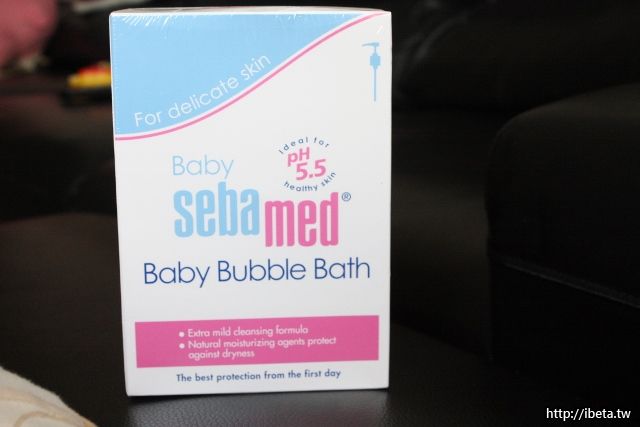 For delicate skin
Baby
Ideal for
pH
5.5
healthy skin
sebamed®
Baby Bubble Bath
• Extra mild cleansing formula
• Natural moisturizing agents protect
against dryness
The best protection from the first day
http://ibeta.tw